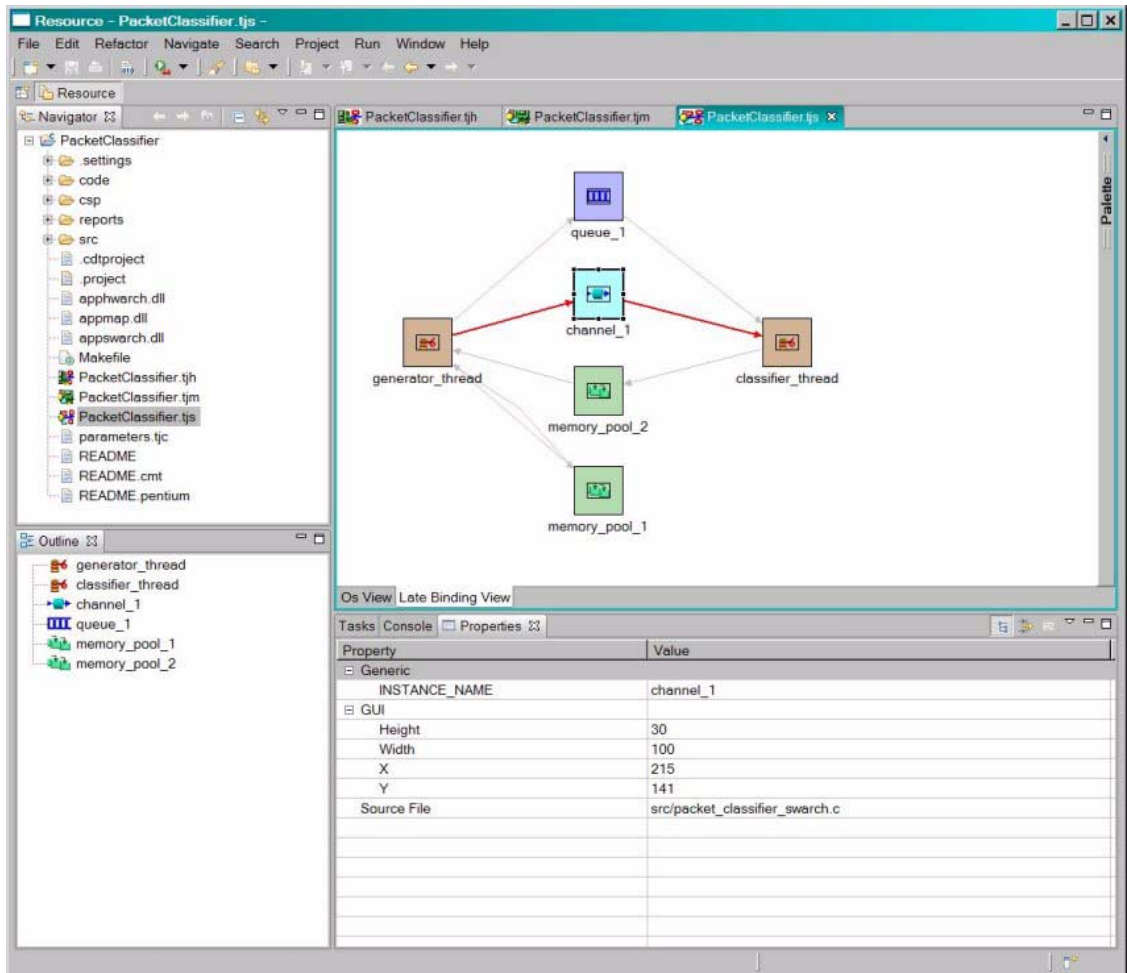 Resource - PacketClassifier.tjs -
File Edit Refactor Navigate Search Project Run Window Help
Resource
Navigator
PacketClassifier
.settings
code
csp
reports
src
.cdtproject
.project
apphwarch.dll
appmap.dll
appswarch.dll
Makefile
PacketClassifier.tjh
PacketClassifier.tjm
PacketClassifier.tjs
parameters.tjc
README
README.cmt
README.pentium
Outline
generator_thread
classifier_thread
channel_1
queue_1
memory_pool_1
memory_pool_2
PacketClassifier.tjh PacketClassifier.tjm PacketClassifier.tjs
Palette
queue_1
channel_1
generator_thread classifier_thread
memory_pool_2
memory_pool_1
Os View Late Binding View
Tasks Console Properties
Property Value
Generic
INSTANCE_NAME channel_1
GUI
Height 30
Width 100
X 215
Y 141
Source File src/packet_classifier_swarch.c